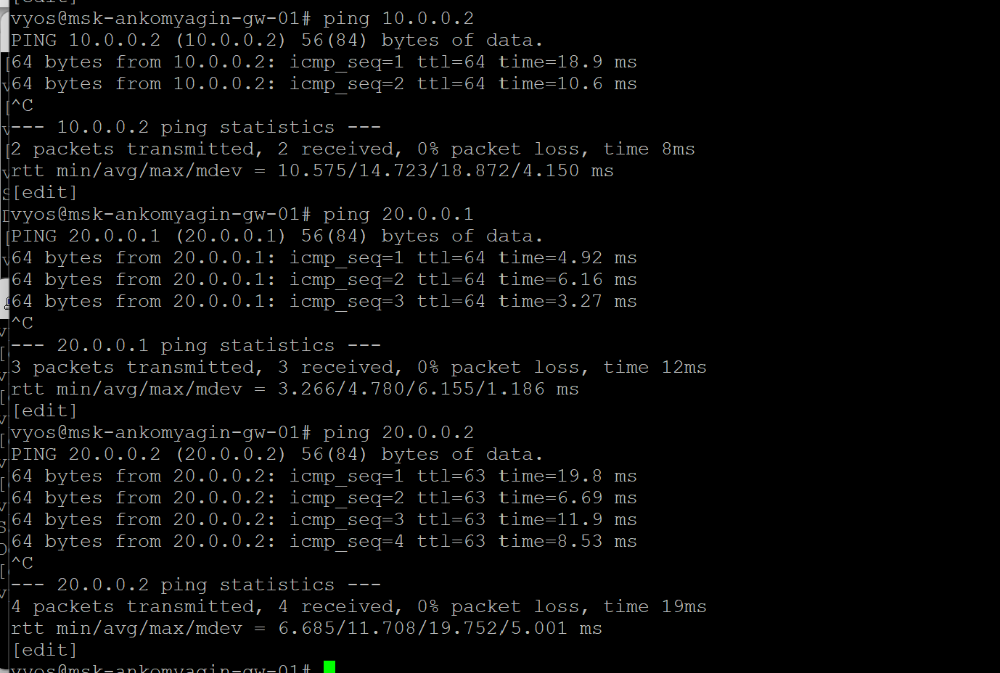 [edit]
vyos@msk-ankomyagin-gw-01# ping 10.0.0.2
PING 10.0.0.2 (10.0.0.2) 56(84) bytes of data.
64 bytes from 10.0.0.2: icmp_seq=1 ttl=64 time=18.9 ms
64 bytes from 10.0.0.2: icmp_seq=2 ttl=64 time=10.6 ms
^C
--- 10.0.0.2 ping statistics ---
2 packets transmitted, 2 received, 0% packet loss, time 8ms
rtt min/avg/max/mdev = 10.575/14.723/18.872/4.150 ms
[edit]
vyos@msk-ankomyagin-gw-01# ping 20.0.0.1
PING 20.0.0.1 (20.0.0.1) 56(84) bytes of data.
64 bytes from 20.0.0.1: icmp_seq=1 ttl=64 time=4.92 ms
64 bytes from 20.0.0.1: icmp_seq=2 ttl=64 time=6.16 ms
64 bytes from 20.0.0.1: icmp_seq=3 ttl=64 time=3.27 ms
^C
--- 20.0.0.1 ping statistics ---
3 packets transmitted, 3 received, 0% packet loss, time 12ms
rtt min/avg/max/mdev = 3.266/4.780/6.155/1.186 ms
[edit]
vyos@msk-ankomyagin-gw-01# ping 20.0.0.2
PING 20.0.0.2 (20.0.0.2) 56(84) bytes of data.
64 bytes from 20.0.0.2: icmp_seq=1 ttl=63 time=19.8 ms
64 bytes from 20.0.0.2: icmp_seq=2 ttl=63 time=6.69 ms
64 bytes from 20.0.0.2: icmp_seq=3 ttl=63 time=11.9 ms
64 bytes from 20.0.0.2: icmp_seq=4 ttl=63 time=8.53 ms
^C
--- 20.0.0.2 ping statistics ---
4 packets transmitted, 4 received, 0% packet loss, time 19ms
rtt min/avg/max/mdev = 6.685/11.708/19.752/5.001 ms
[edit]
vyos@msk-ankomyagin-gw-01#